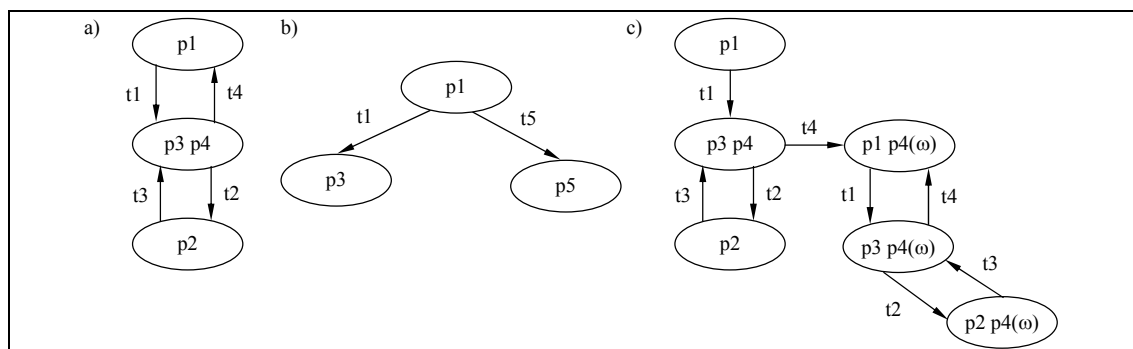 a)
p1
t1
t4
p3 p4
t3
t2
p2
b)
p1
t1
t5
p3
p5
c)
p1
t1
p3 p4
t4
p1 p4(ω)
t3
t2
t1
t4
p2
p3 p4(ω)
t2
t3
p2 p4(ω)